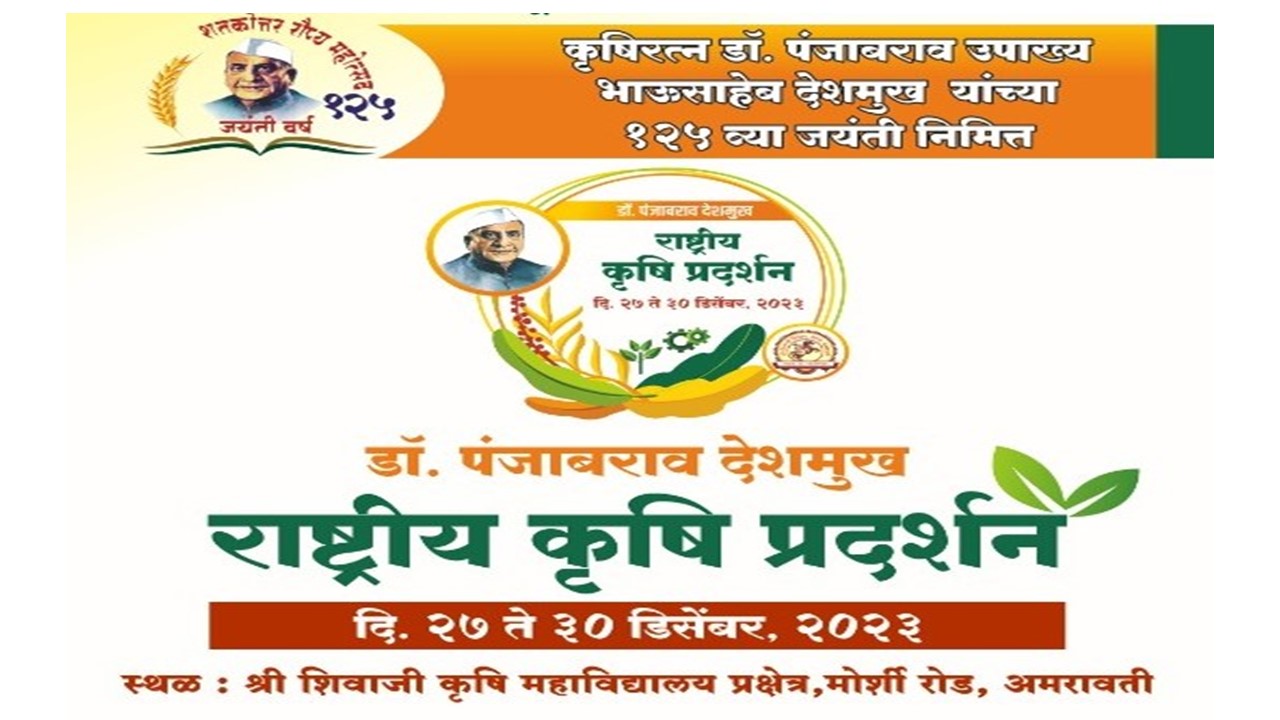 शतकोत्तर रौप्य महोत्सव
१२५
जयंती वर्ष
कृषिरत्न डॉ. पंजाबराव उपाख्य
भाऊसाहेब देशमुख यांच्या
१२५ व्या जयंती निमित्त
डॉ. पंजाबराव देशमुख
राष्ट्रीय
कृषि प्रदर्शन
दि. २७ ते ३० डिसेंबर, २०२३
डॉ. पंजाबराव देशमुख
राष्ट्रीय कृषि प्रदर्शन
दि. २७ ते ३० डिसेंबर, २०२३
स्थळ : श्री शिवाजी कृषि महाविद्यालय प्रक्षेत्र,मोर्शी रोड, अमरावती